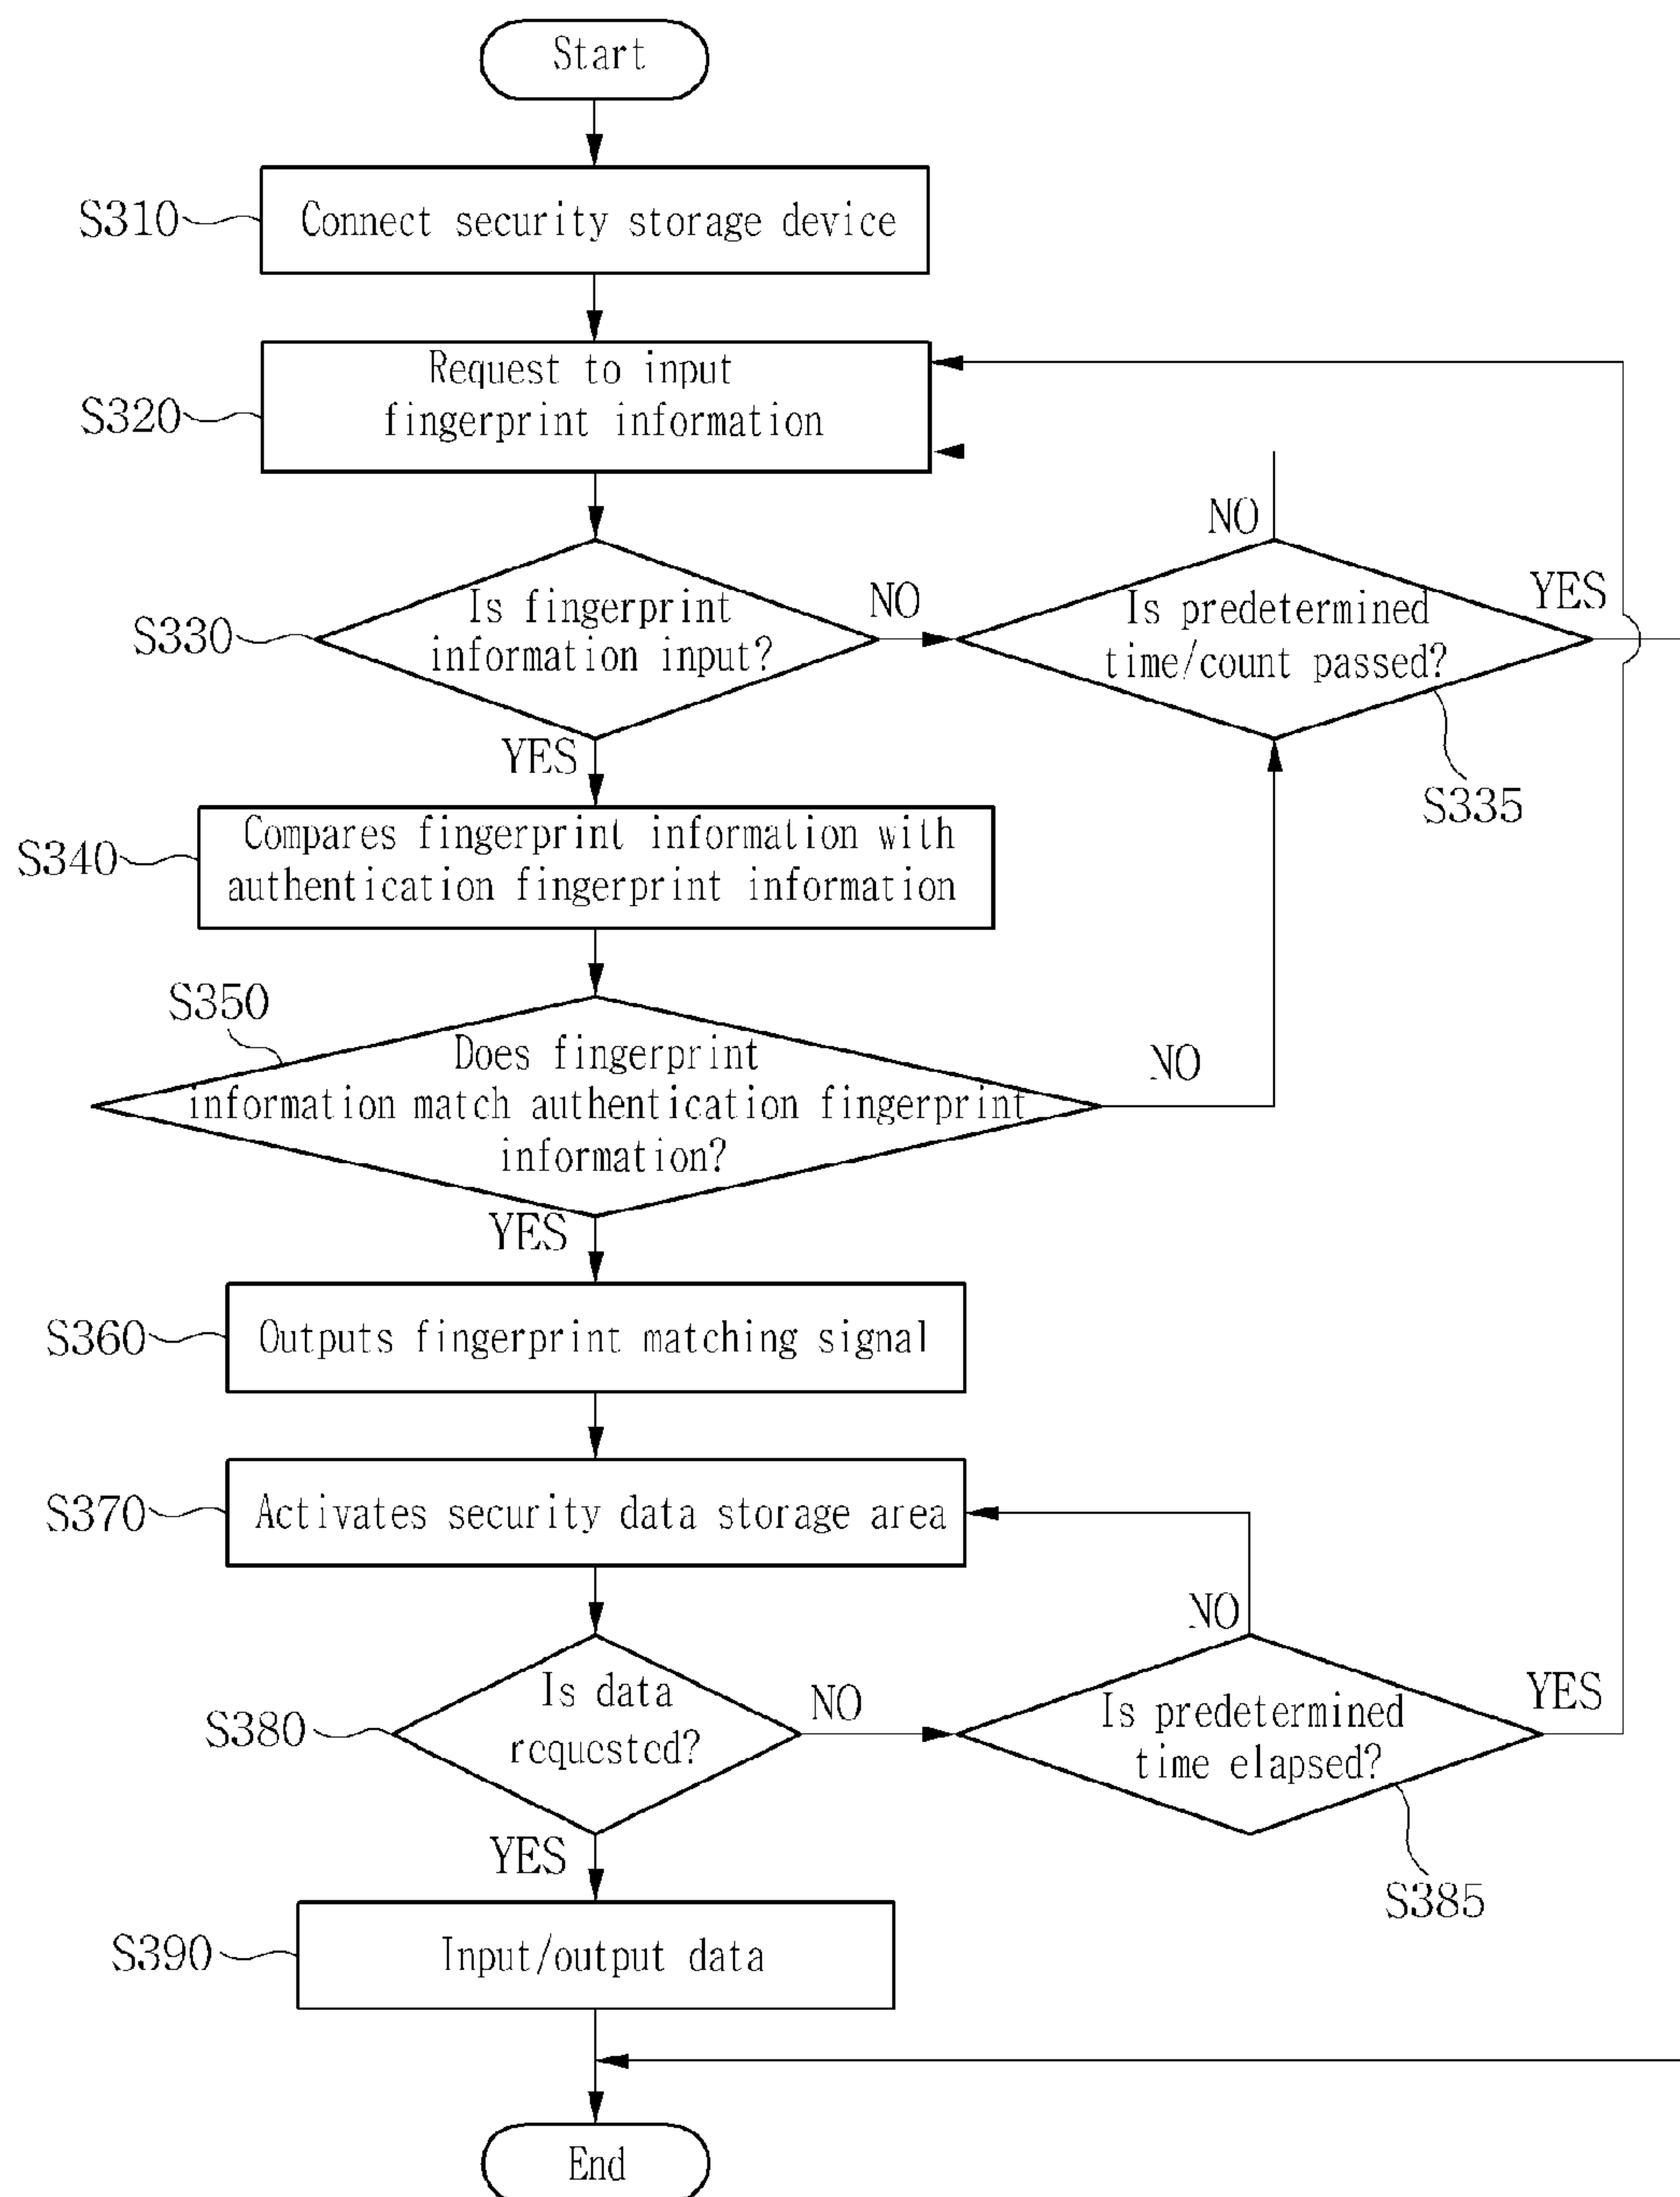 Start
S310
Connect security storage device
S320
Request to input
fingerprint information
NO
S330
Is fingerprint
information input?
NO
Is predetermined
time/count passed?
YES
YES
S335
S340
Compares fingerprint information with
authentication fingerprint information
S350
Does fingerprint
information match authentication fingerprint
information?
NO
YES
S360
Outputs fingerprint matching signal
S370
Activates security data storage area
NO
S380
Is data
requested?
NO
Is predetermined
time elapsed?
YES
YES
S385
S390
Input/output data
End